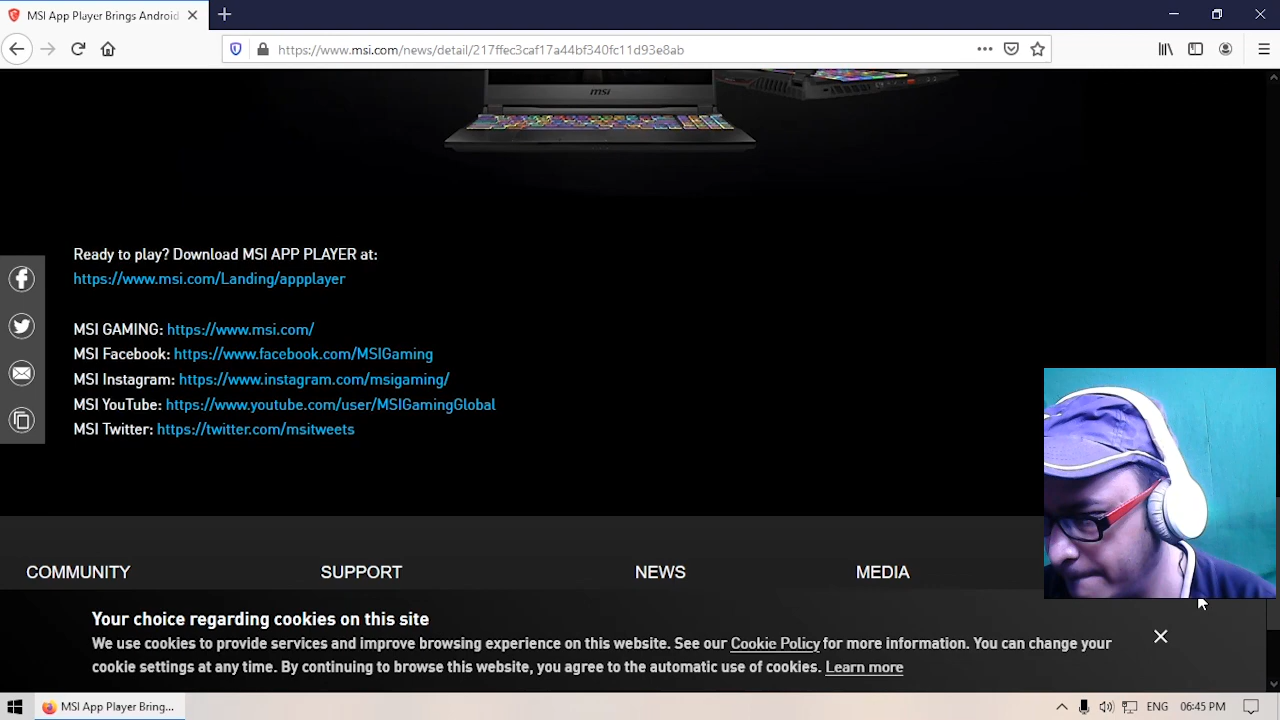 MSI App Player Brings Android
https://www.msi.com/news/detail/217ffec3caf17a44bf340fc11d93e8ab
msi
Ready to play? Download MSI APP PLAYER at:
https://www.msi.com/Landing/appplayer
MSI GAMING: https://www.msi.com/
MSI Facebook: https://www.facebook.com/MSIGaming
MSI Instagram: https://www.instagram.com/msigaming/
MSI YouTube: https://www.youtube.com/user/MSIGamingGlobal
MSI Twitter: https://twitter.com/msitweets
COMMUNITY SUPPORT NEWS MEDIA
Your choice regarding cookies on this site
We use cookies to provide services and improve browsing experience on this website. See our Cookie Policy for more information. You can change your
cookie settings at any time. By continuing to browse this website, you agree to the automatic use of cookies. Learn more
MSI App Player Bring... ENG 06:45 PM